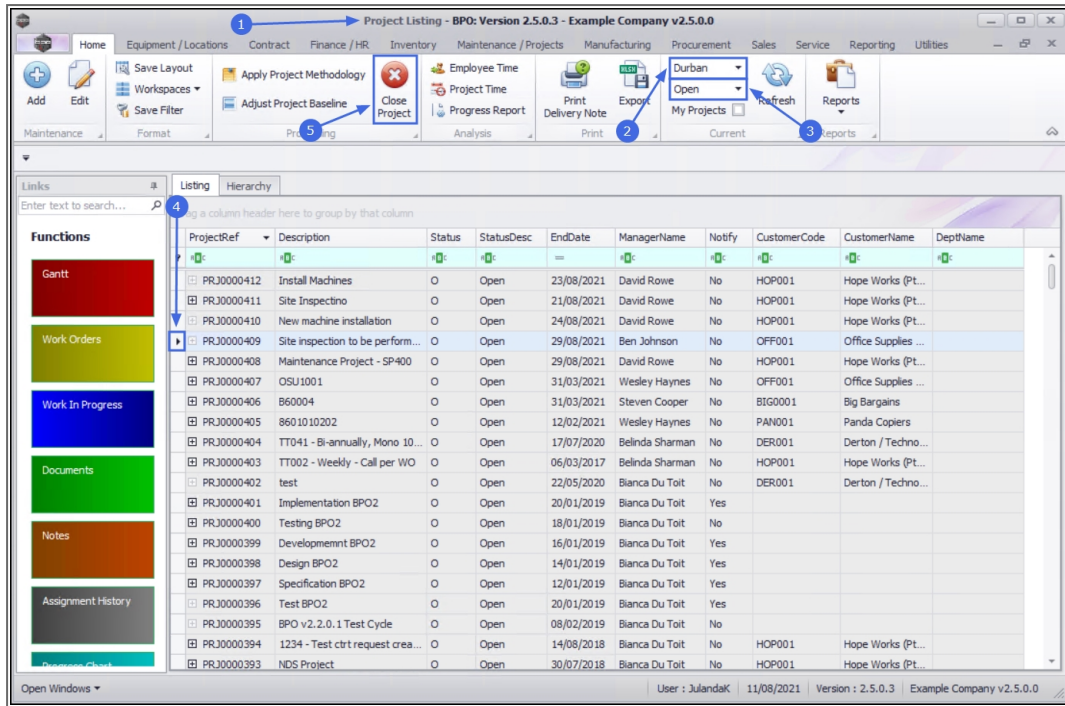 Project Listing - BPO: Version 2.5.0.3 - Example Company v2.5.0.0
1
Home Equipment / Locations Contract Finance / HR Inventory Maintenance / Projects Manufacturing Procurement Sales Service Reporting Utilities
Add Edit
Save Layout
Workspaces
Save Filter
Apply Project Methodology
Adjust Project Baseline
Close Project
Employee Time
Project Time
Progress Report
Print Delivery Note
Export
Durban
Open
My Projects
Refresh
Reports
5 2 3
Maintenance Format Analysis Print Current Reports
Links
Listing Hierarchy
Enter text to search...
4
a column header here to group by that column
Functions
Gantt
Work Orders
Work In Progress
Documents
Notes
Assignment History
Progress Chart
ProjectRef Description Status StatusDesc EndDate ManagerName Notify CustomerCode CustomerName DeptName
PRJ0000412 Install Machines O Open 23/08/2021 David Rowe No HOP001 Hope Works (Pt...
PRJ0000411 Site Inspectino O Open 21/08/2021 David Rowe No HOP001 Hope Works (Pt...
PRJ0000410 New machine installation O Open 24/08/2021 David Rowe No HOP001 Hope Works (Pt...
PRJ0000409 Site inspection to be perform... O Open 29/08/2021 Ben Johnson No OFF001 Office Supplies ...
PRJ0000408 Maintenance Project - SP400 O Open 29/08/2021 David Rowe No HOP001 Hope Works (Pt...
PRJ0000407 OSU1001 O Open 31/03/2021 Wesley Haynes No OFF001 Office Supplies ...
PRJ0000406 B60004 O Open 31/03/2021 Steven Cooper No BIG0001 Big Bargains
PRJ0000405 8601010202 O Open 12/02/2021 Wesley Haynes No PAN001 Panda Copiers
PRJ0000404 TT041 - Bi-annually, Mono 10... O Open 17/07/2020 Belinda Sharman No DER001 Derton / Techno...
PRJ0000403 TT002 - Weekly - Call per WO O Open 06/03/2017 Belinda Sharman No HOP001 Hope Works (Pt...
PRJ0000402 test O Open 22/05/2020 Bianca Du Toit No DER001 Derton / Techno...
PRJ0000401 Implementation BPO2 O Open 20/01/2019 Bianca Du Toit Yes
PRJ0000400 Testing BPO2 O Open 18/01/2019 Bianca Du Toit No
PRJ0000399 Developmemnt BPO2 O Open 16/01/2019 Bianca Du Toit Yes
PRJ0000398 Design BPO2 O Open 14/01/2019 Bianca Du Toit Yes
PRJ0000397 Specification BPO2 O Open 12/01/2019 Bianca Du Toit Yes
PRJ0000396 Test BPO2 O Open 20/01/2019 Bianca Du Toit Yes
PRJ0000395 BPO v2.2.0.1 Test Cycle O Open 08/02/2019 Bianca Du Toit No
PRJ0000394 1234 - Test ctrt request crea... O Open 14/08/2018 Bianca Du Toit No HOP001 Hope Works (Pt...
PRJ0000393 NDS Project O Open 30/07/2018 Bianca Du Toit No HOP001 Hope Works (Pt...
Open Windows User : JulandaK 11/08/2021 Version : 2.5.0.3 Example Company v2.5.0.0